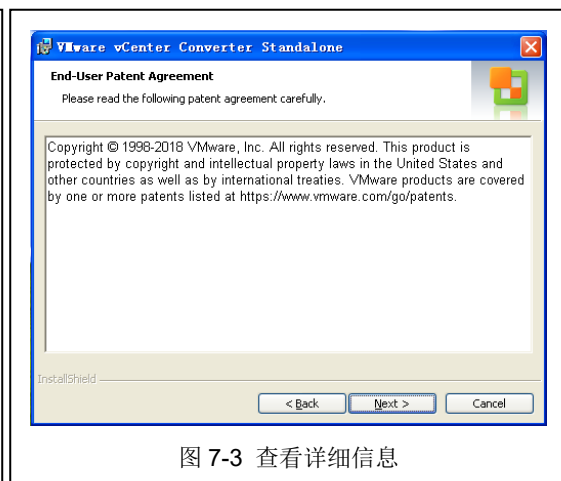 VMware vCenter Converter Standalone
End-User Patent Agreement
Please read the following patent agreement carefully.
Copyright © 1998-2018 VMware, Inc. All rights reserved. This product is
protected by copyright and intellectual property laws in the United States and
other countries as well as by international treaties. VMware products are covered
by one or more patents listed at https://www.vmware.com/go/patents.
InstallShield
< Back Next > Cancel
图 7-3 查看详细信息